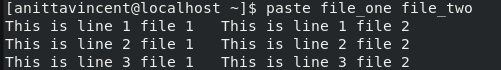 [anittavincent@localhost ~]$ paste file_one file_two
This is line 1 file 1   This is line 1 file 2
This is line 2 file 1   This is line 2 file 2
This is line 3 file 1   This is line 3 file 2